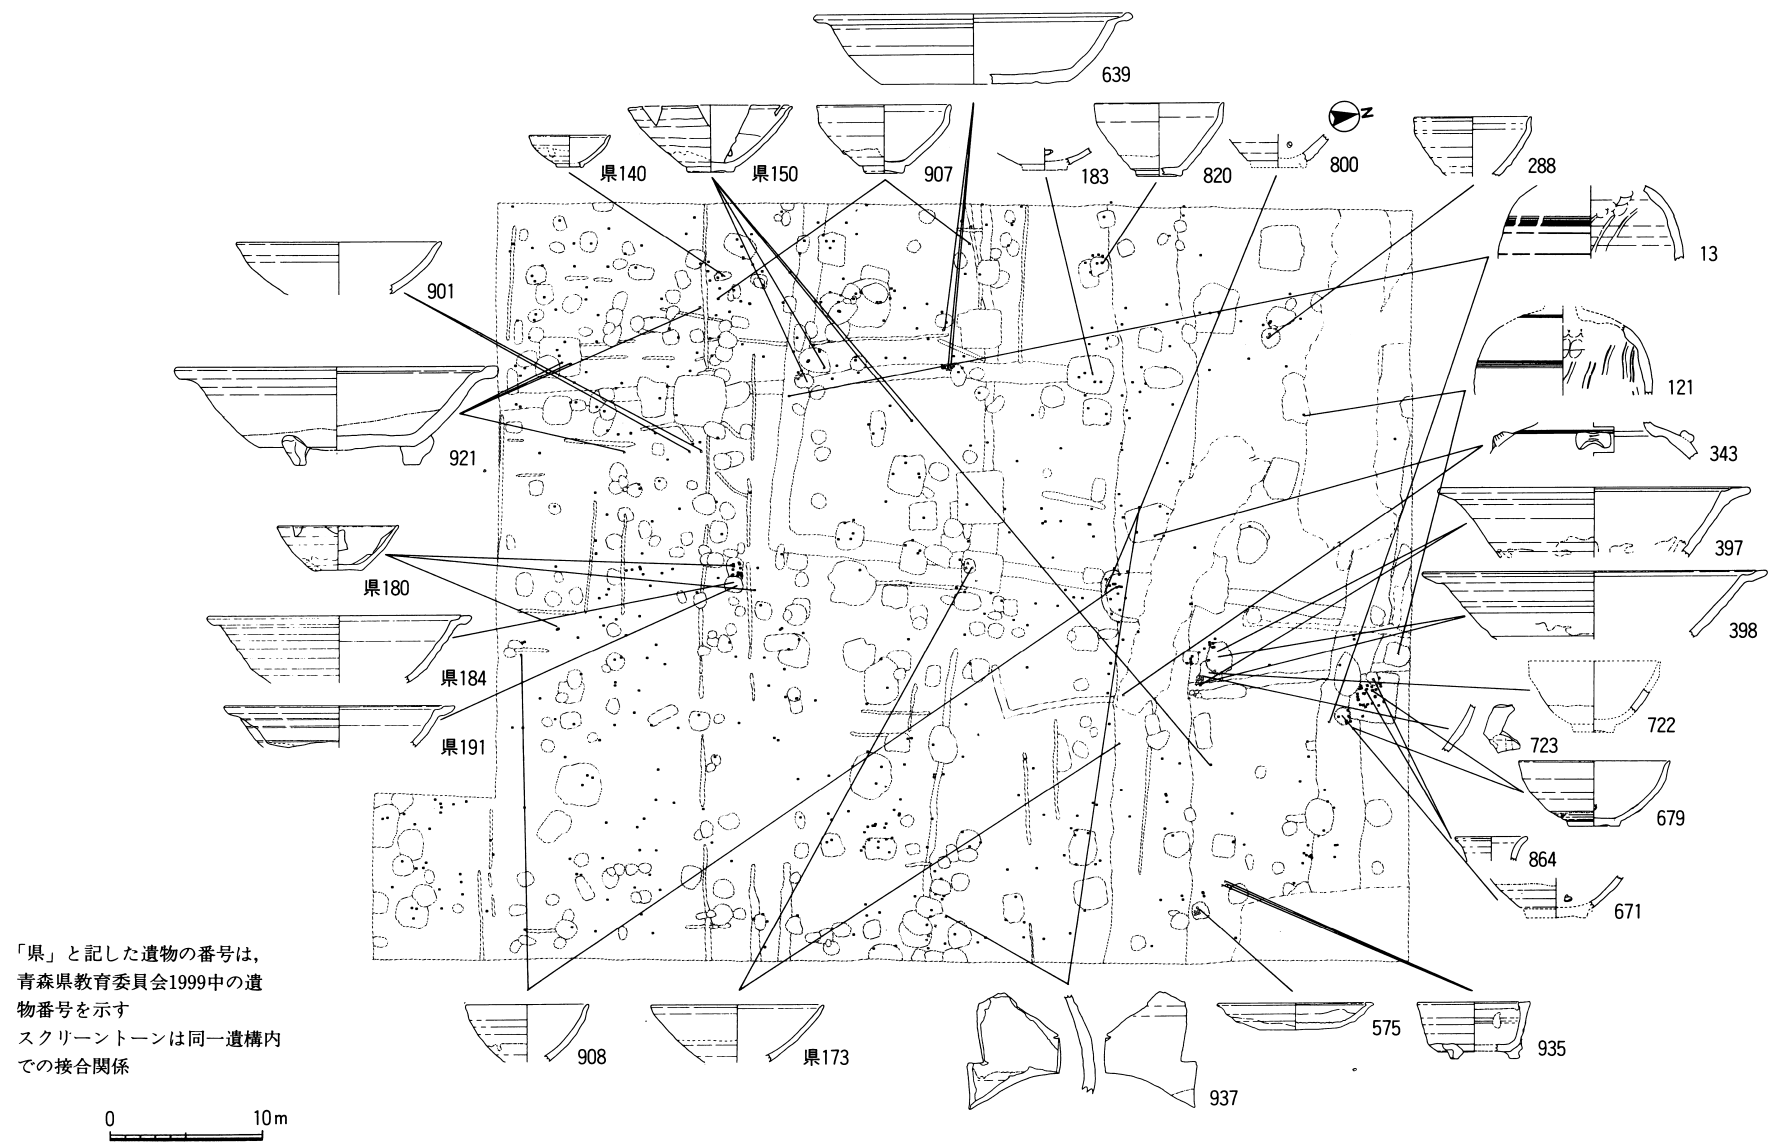 639
県140
県150
907
183
820
800
N
288
13
901
121
921
343
397
県180
398
県184
722
県191
723
679
864
671
「県」と記した遺物の番号は，
青森県教育委員会1999中の遺
物番号を示す
スクリーントーンは同一遺構内
での接合関係
908
県173
937
575
935
0 10m